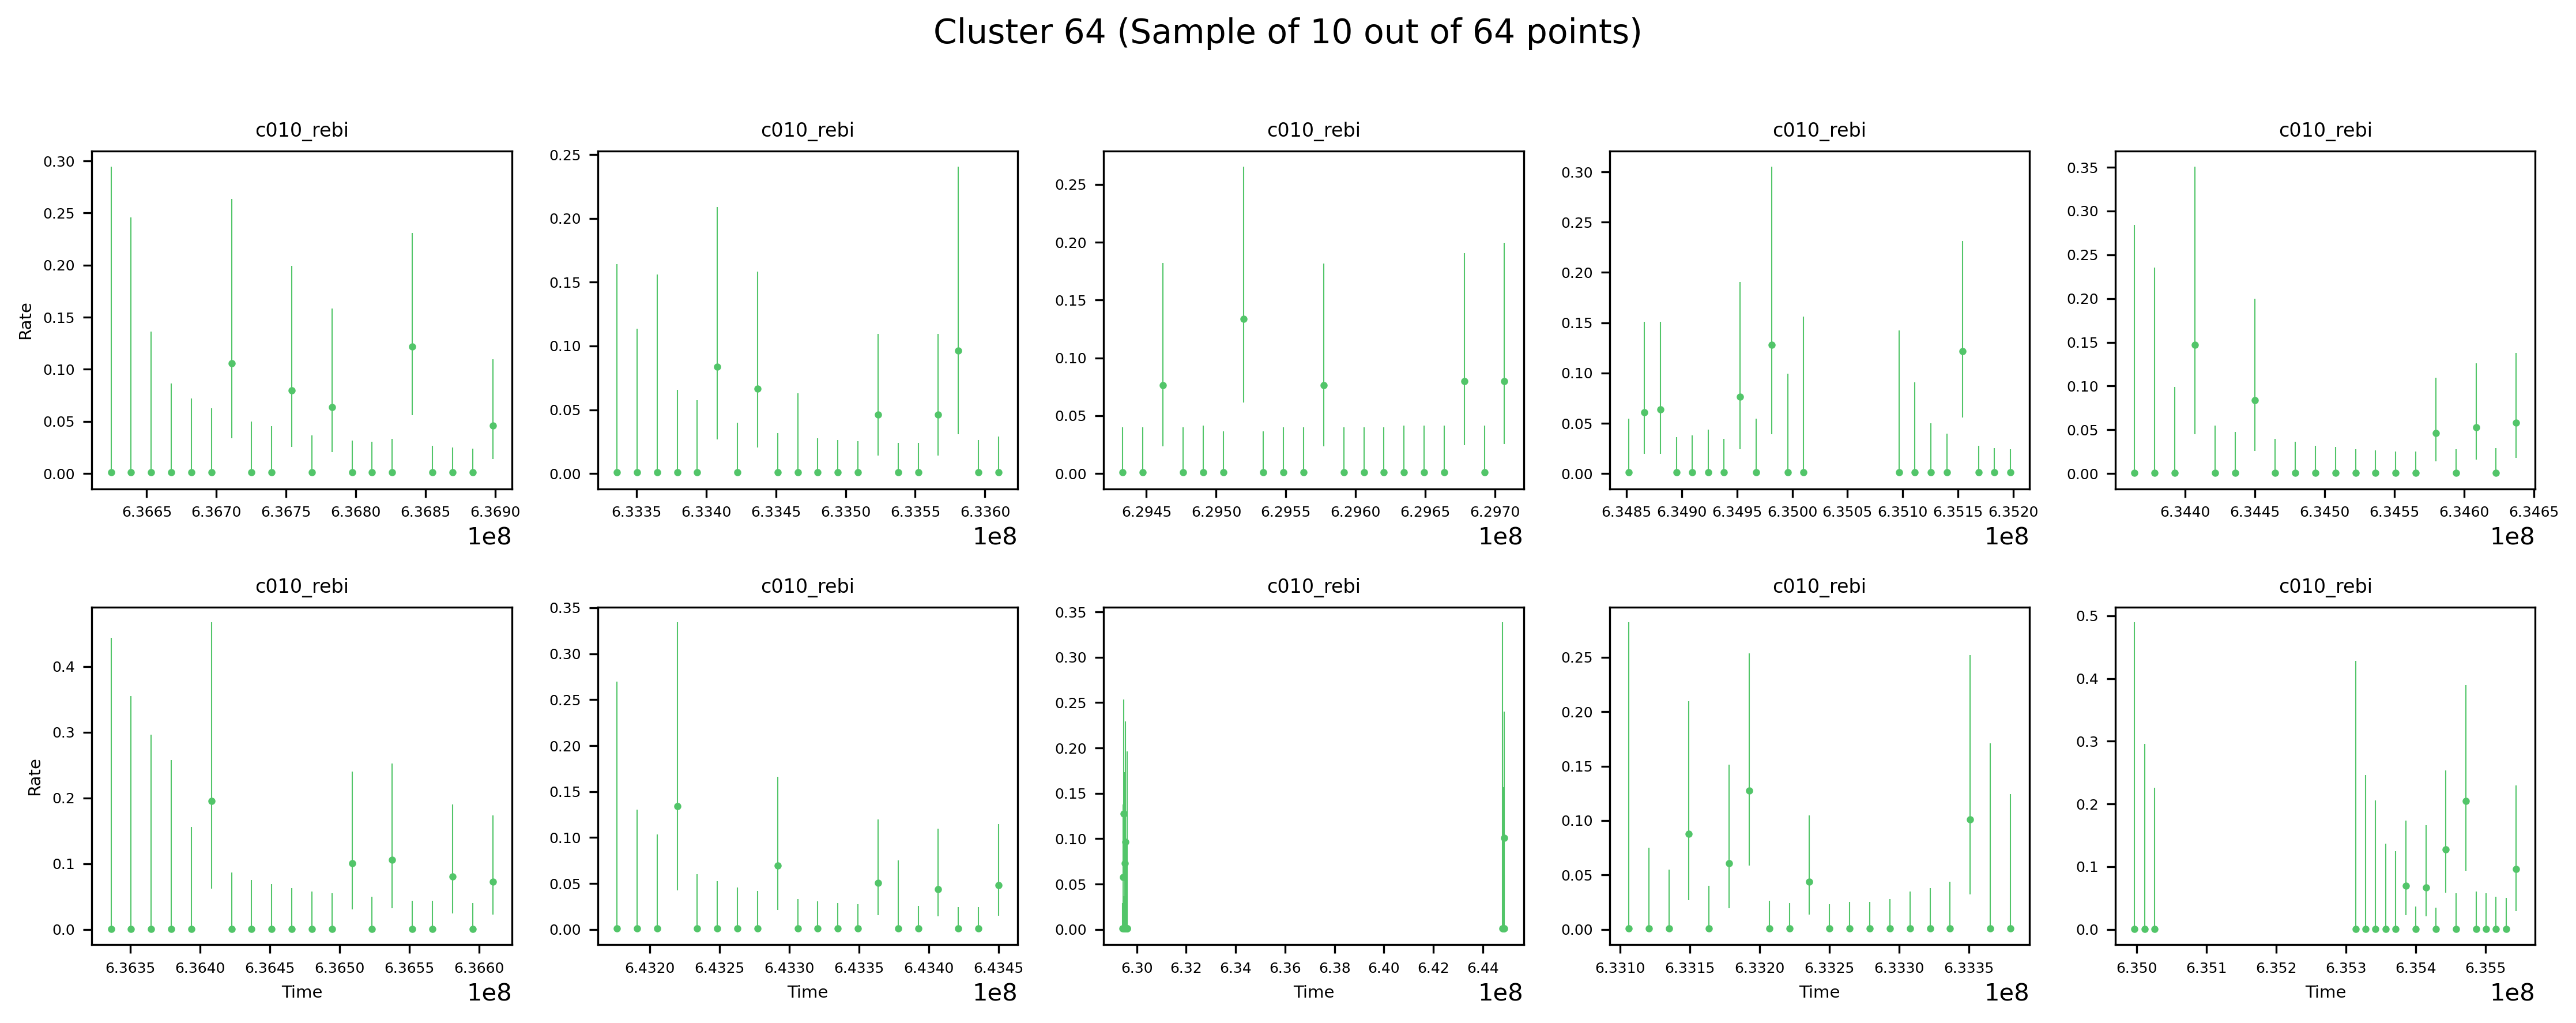 Cluster 64 (Sample of 10 out of 64 points)
c010_rebi c010_rebi c010_rebi c010_rebi c010_rebi
Rate
0.30 0.25 0.20 0.15 0.10 0.05 0.00
6.3665 6.3670 6.3675 6.3680 6.3685 6.3690
1e8
0.25 0.20 0.15 0.10 0.05 0.00
6.3335 6.3340 6.3345 6.3350 6.3355 6.3360
1e8
0.25 0.20 0.15 0.10 0.05 0.00
6.2945 6.2950 6.2955 6.2960 6.2965 6.2970
1e8
0.30 0.25 0.20 0.15 0.10 0.05 0.00
6.3485 6.3490 6.3495 6.3500 6.3505 6.3510 6.3515 6.3520
1e8
0.35 0.30 0.25 0.20 0.15 0.10 0.05 0.00
6.3440 6.3445 6.3450 6.3455 6.3460 6.3465
1e8
c010_rebi c010_rebi c010_rebi c010_rebi c010_rebi
Rate
0.4 0.3 0.2 0.1 0.0
6.3635 6.3640 6.3645 6.3650 6.3655 6.3660
Time 1e8
0.35 0.30 0.25 0.20 0.15 0.10 0.05 0.00
6.4320 6.4325 6.4330 6.4335 6.4340 6.4345
Time 1e8
0.35 0.30 0.25 0.20 0.15 0.10 0.05 0.00
6.30 6.32 6.34 6.36 6.38 6.40 6.42 6.44
Time 1e8
0.25 0.20 0.15 0.10 0.05 0.00
6.3310 6.3315 6.3320 6.3325 6.3330 6.3335
Time 1e8
0.5 0.4 0.3 0.2 0.1 0.0
6.350 6.351 6.352 6.353 6.354 6.355
Time 1e8